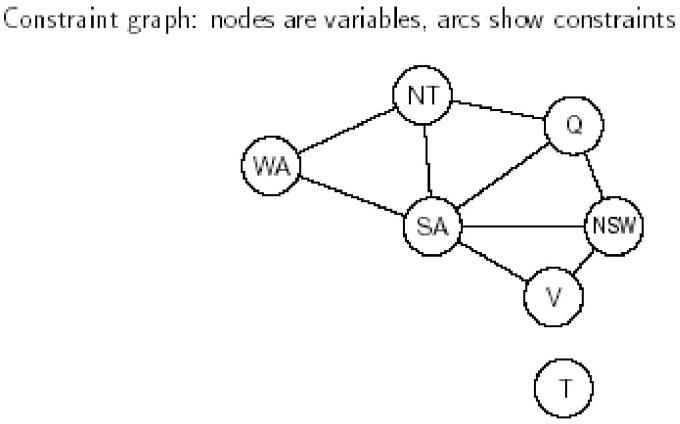 Constraint graph: nodes are variables, arcs show constraints
NT
Q
WA
SA
NSW
V
T